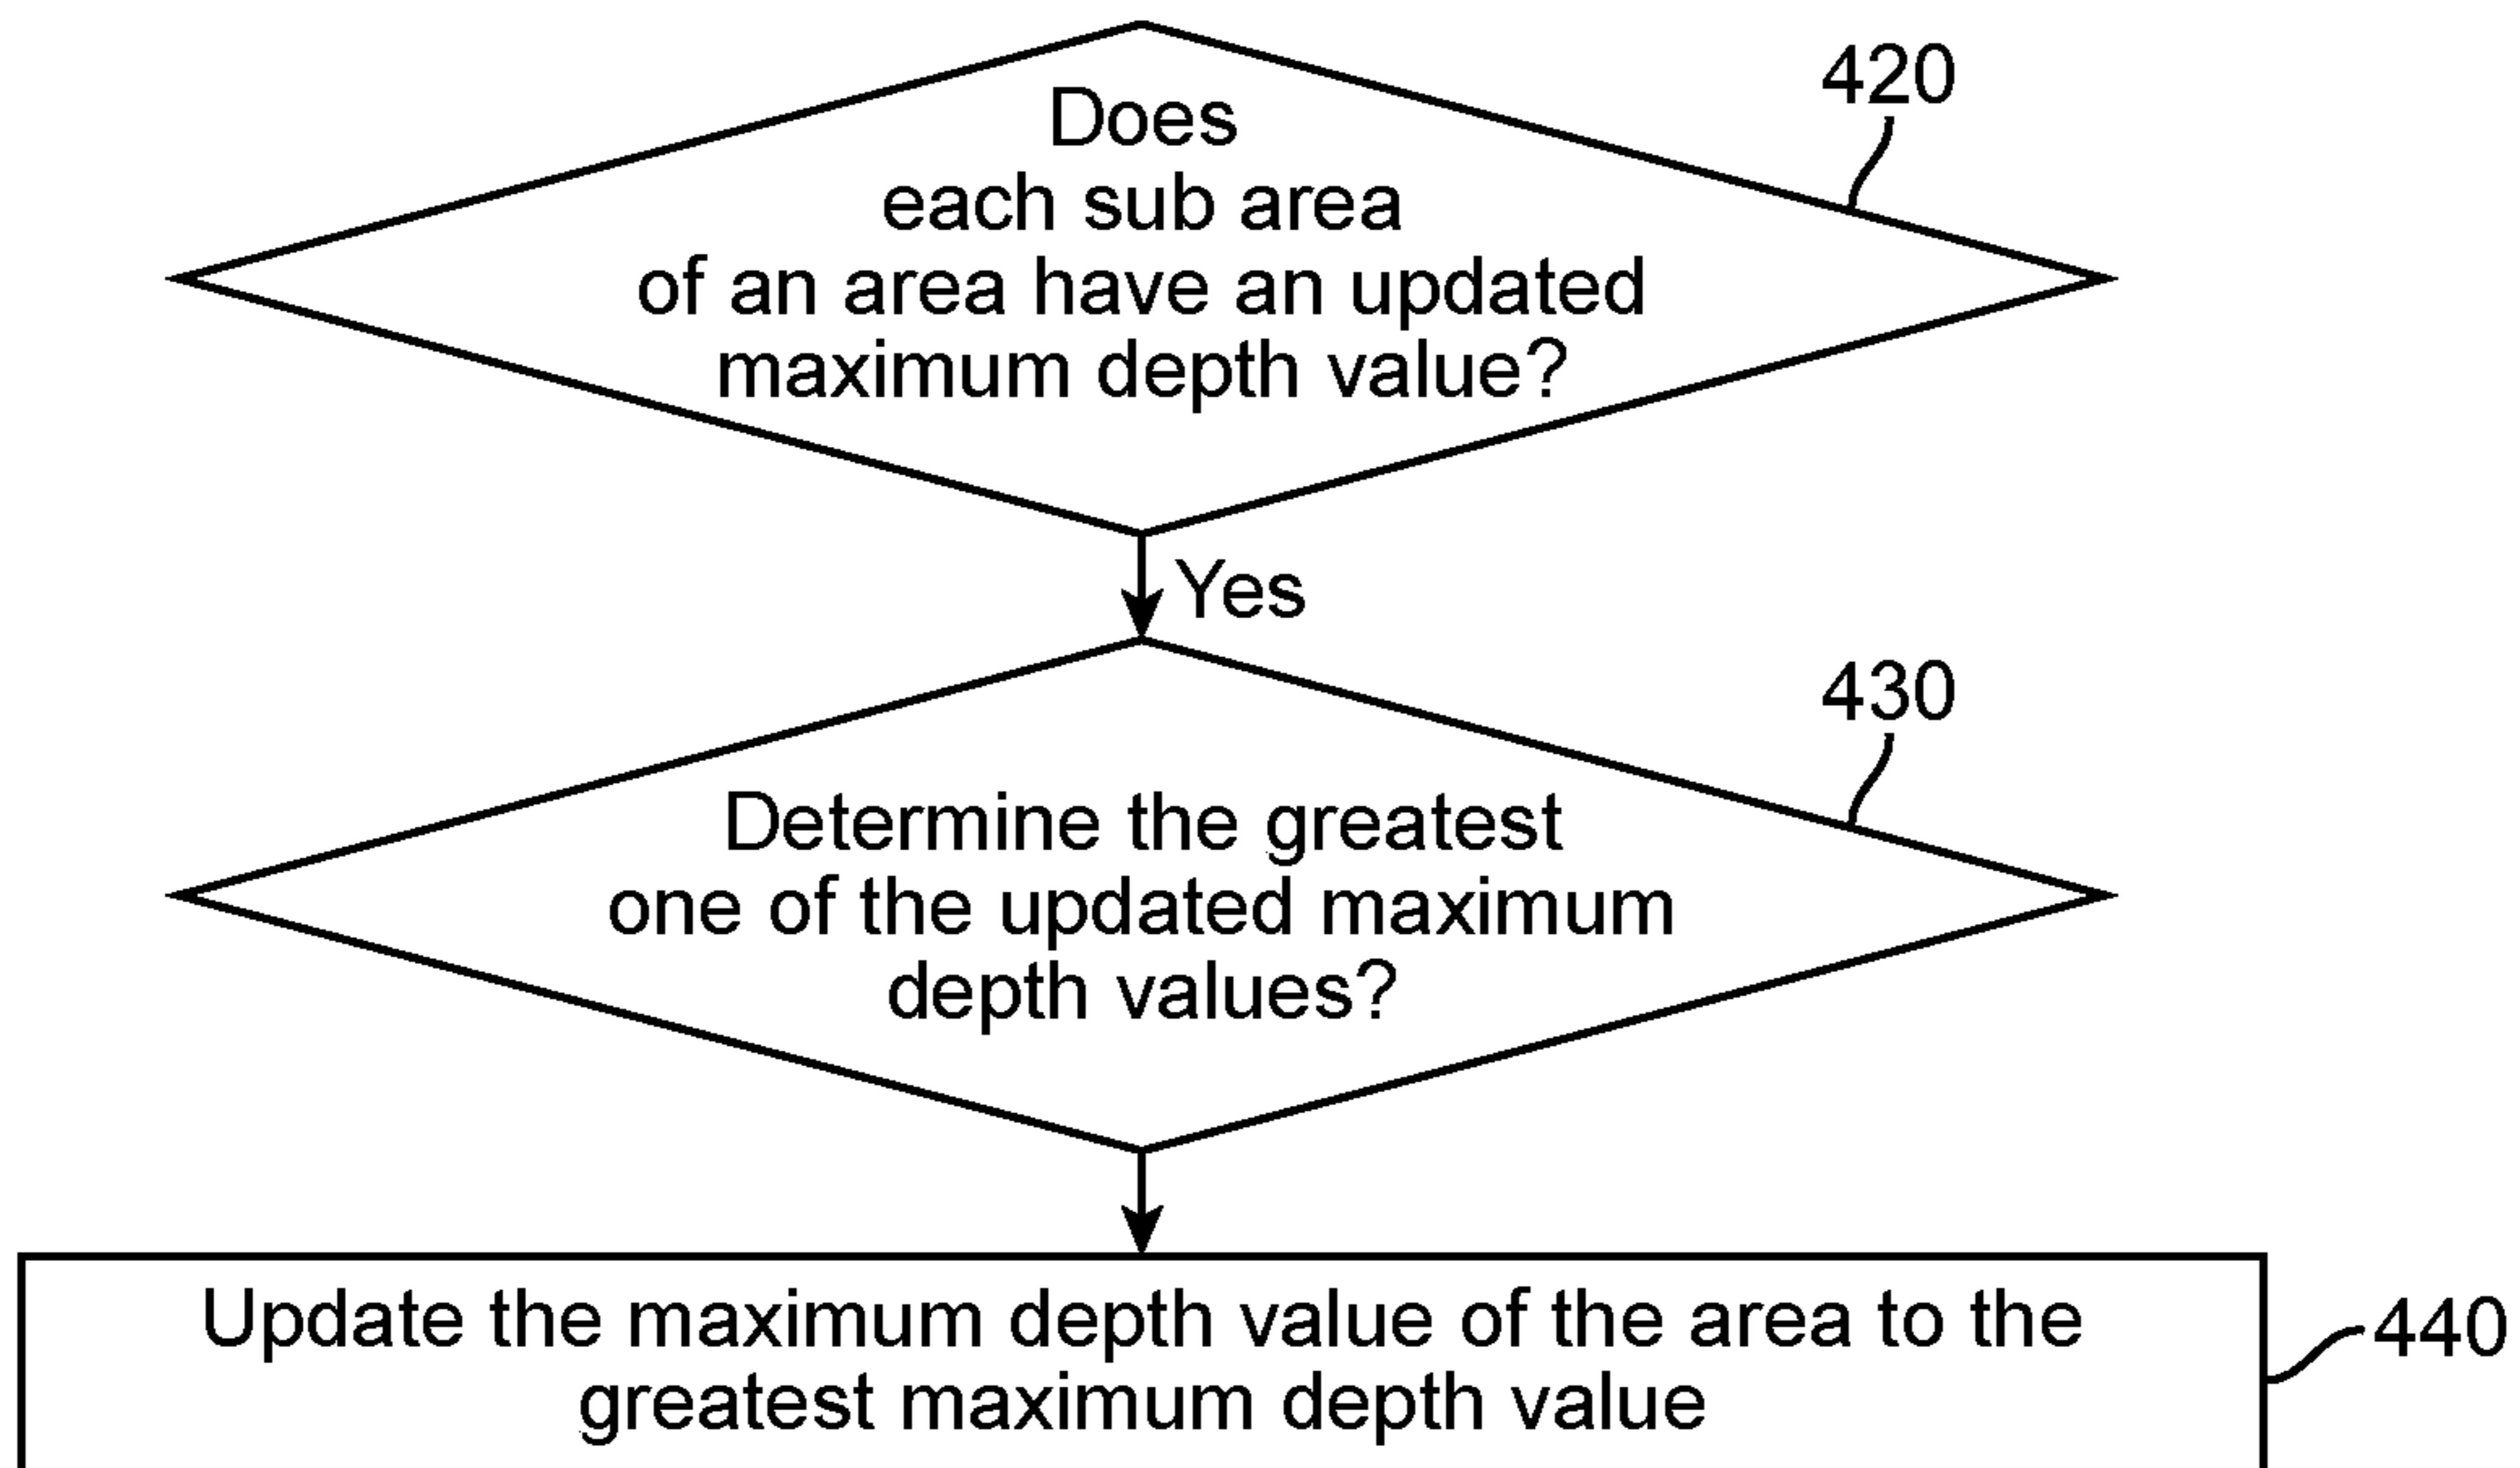 420
Does
each sub area
of an area have an updated
maximum depth value?
Yes
430
Determine the greatest
one of the updated maximum
depth values?
Update the maximum depth value of the area to the
greatest maximum depth value
440